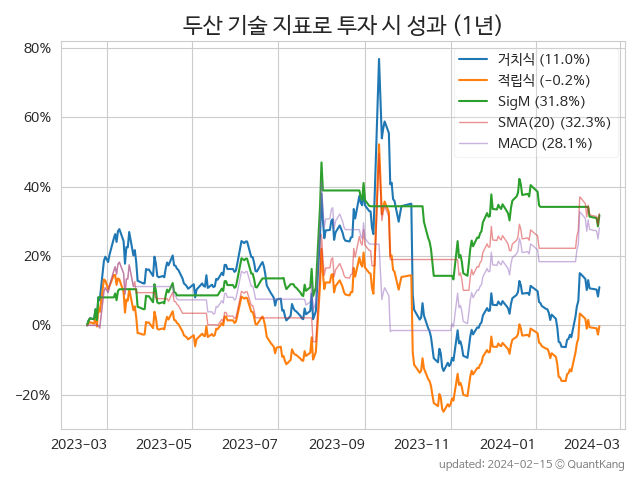 두산 기술 지표로 투자 시 성과 (1년)
80%
60%
40%
20%
0%
−20%
거치식 (11.0%)
적립식 (−0.2%)
SigM (31.8%)
SMA(20) (32.3%)
MACD (28.1%)
2023-03 2023-05 2023-07 2023-09 2023-11 2024-01 2024-03
updated: 2024-02-15 © QuantKang